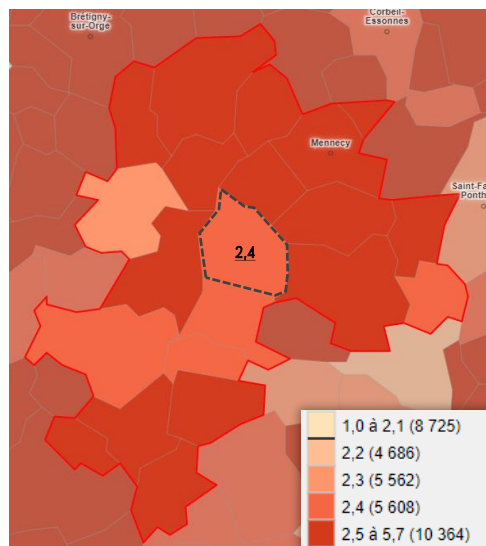 Brétigny-
sur-Orge
Corbeil-
Essonnes
Mennecy
Saint-Fa
Ponth
2,4
1,0 à 2,1 (8 725)
2,2 (4 686)
2,3 (5 562)
2,4 (5 608)
2,5 à 5,7 (10 364)